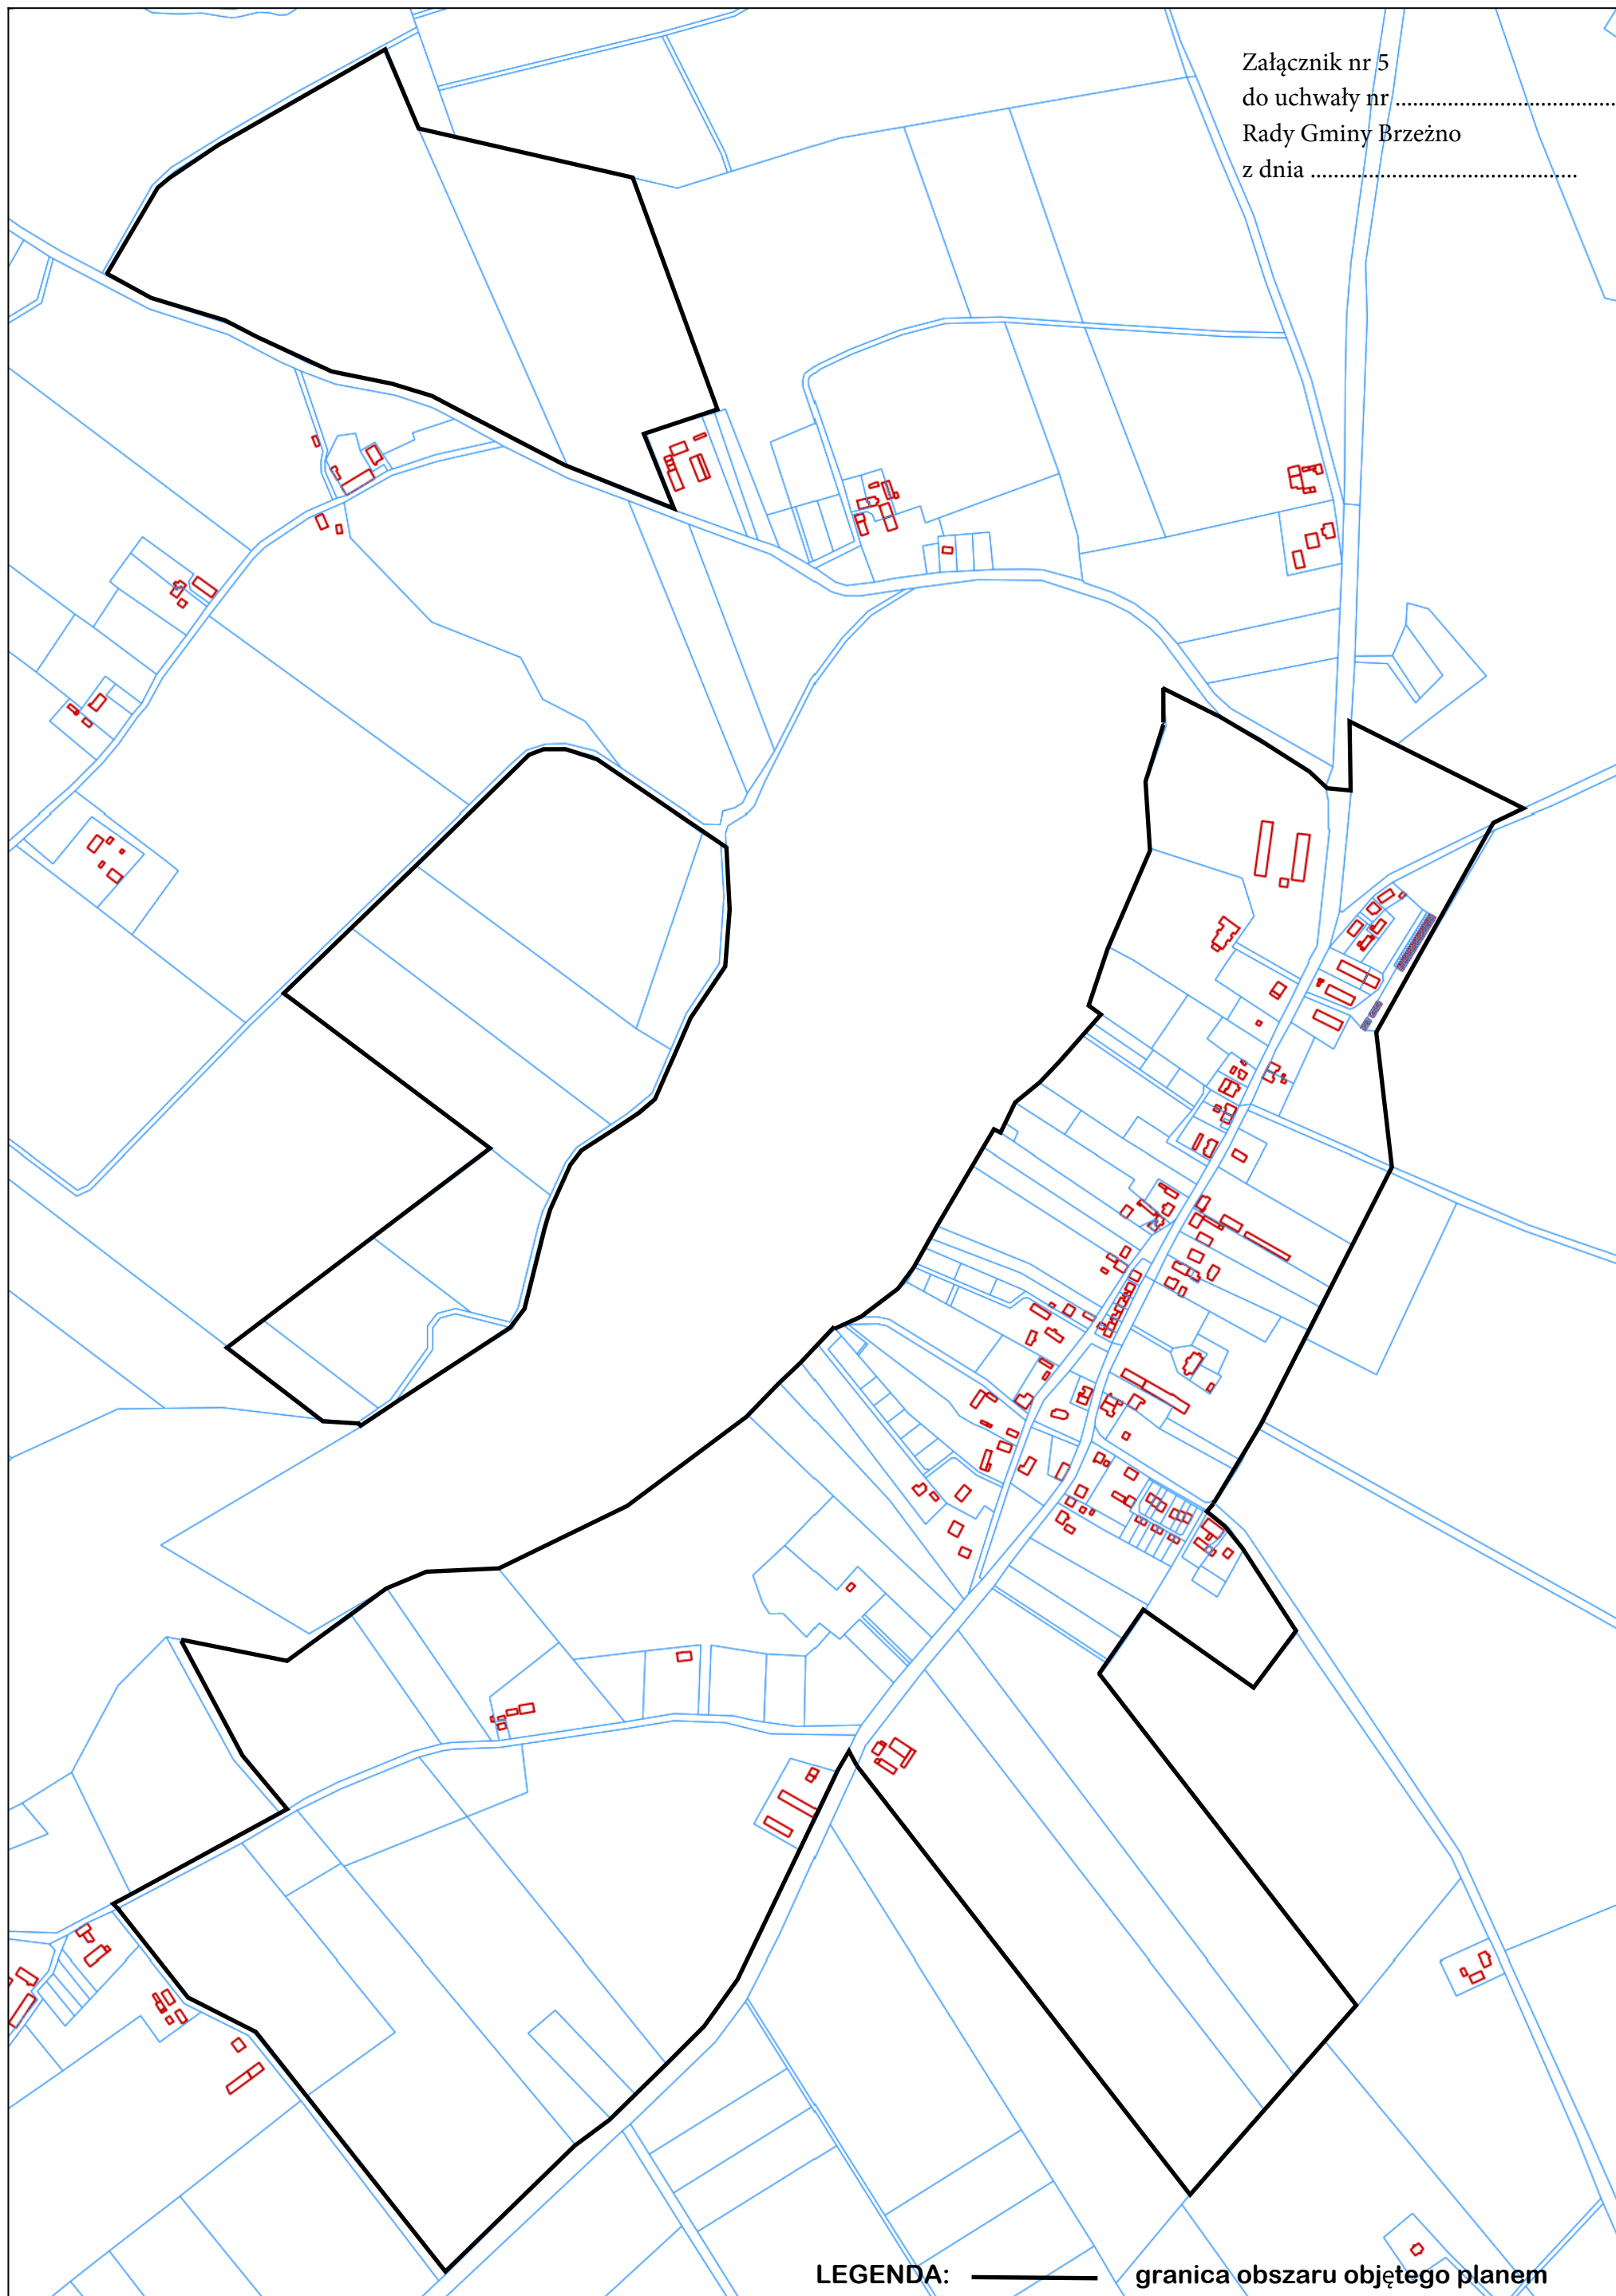 Załącznik nr 5
do uchwały nr ......................................
Rady Gminy Brzeżno
z dnia ..............................................
LEGENDA: granica obszaru objętego planem